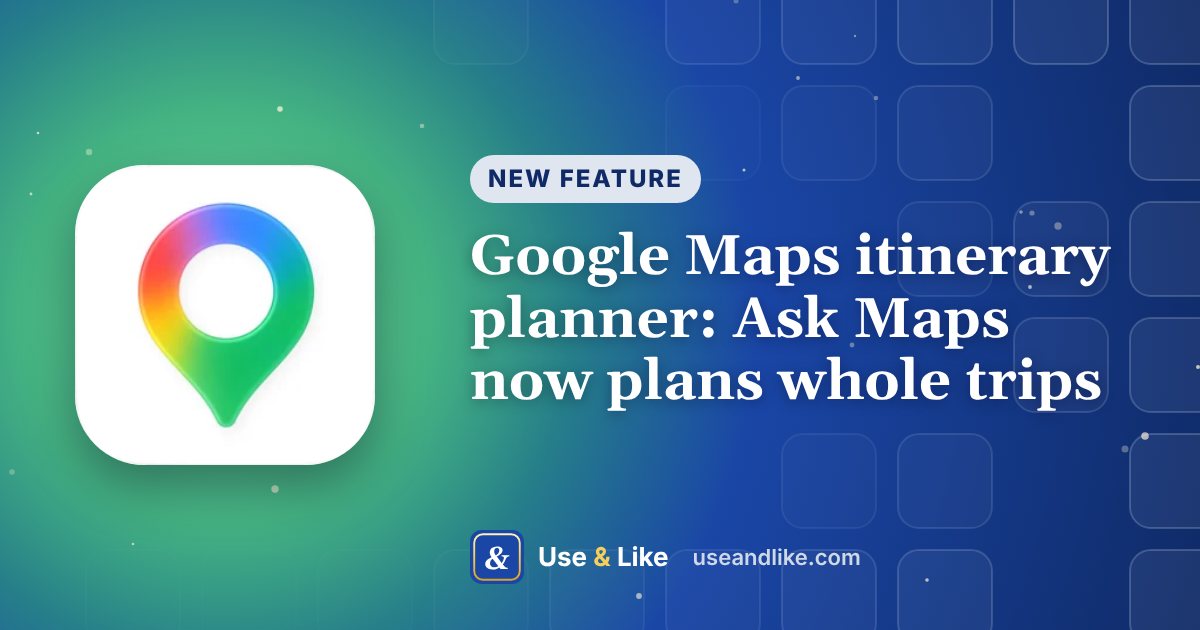 NEW FEATURE
Google Maps itinerary
planner: Ask Maps
now plans whole trips
& Use & Like useandlike.com